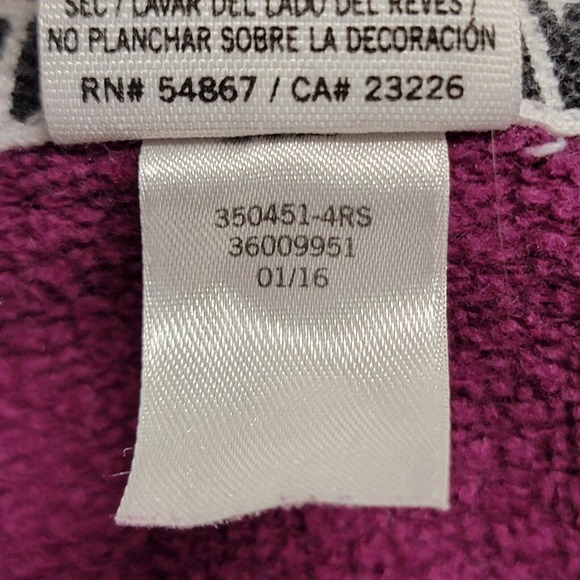 SEC / LAVAR DEL LADO DEL REVÉS /
NO PLANCHAR SOBRE LA DECORACIÓN
RN# 54867 / CA# 23226
350451-4RS
36009951
01/16